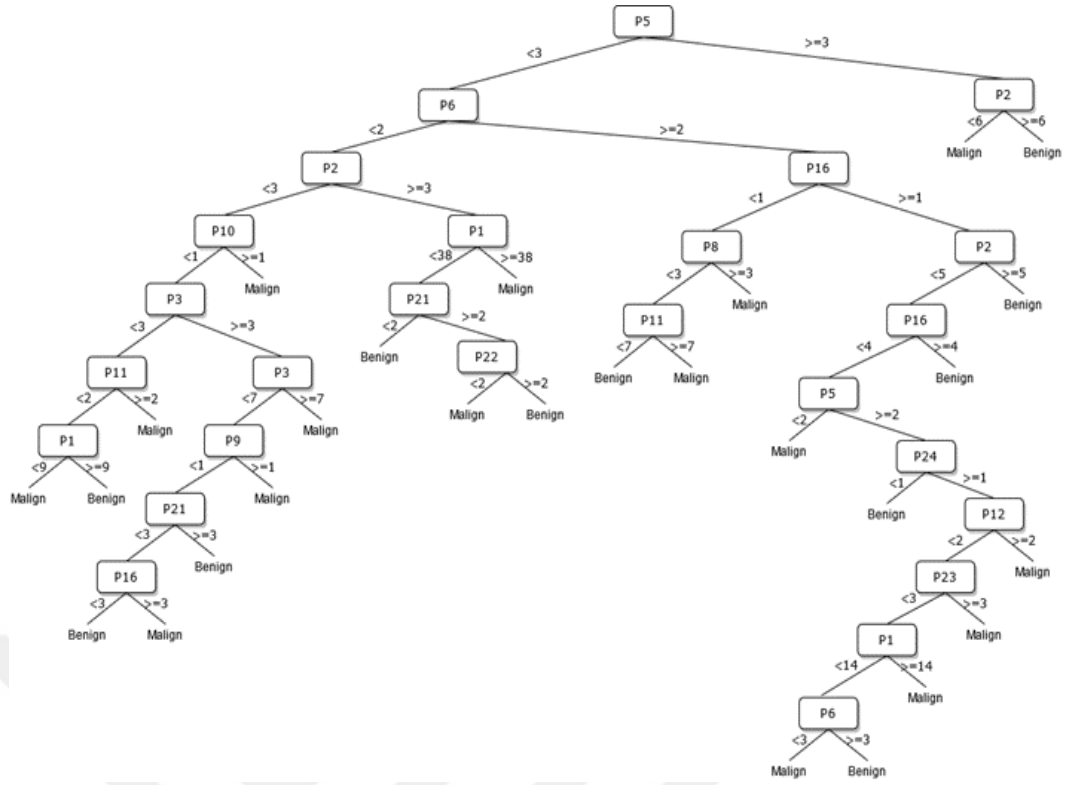 P5
<3 >=3
P6 P2
<2 >=2 <6 >=6
P2 P16 Malign Benign
<3 >=3 <1 >=1
P10 P1 P8 P2
<1 >=1 <38 >=38 <3 >=3 <5 >=5
P3 Malign P21 Malign P11 Malign P16 Benign
<3 >=3 <2 >=2 <7 >=7 <4 >=4
P11 P3 Benign P22 Benign Malign P5 Benign
<2 >=2 <7 >=7 <2 >=2 <2 >=2
P1 Malign P9 Malign Malign Benign Malign P24
<9 >=9 <1 >=1 <1 >=1
Malign Benign P21 Malign Benign P12
<3 >=3 <2 >=2
P16 Benign P23 Malign
<3 >=3 <3 >=3
Benign Malign P1 Malign
<14 >=14
P6 Malign
<3 >=3
Malign Benign